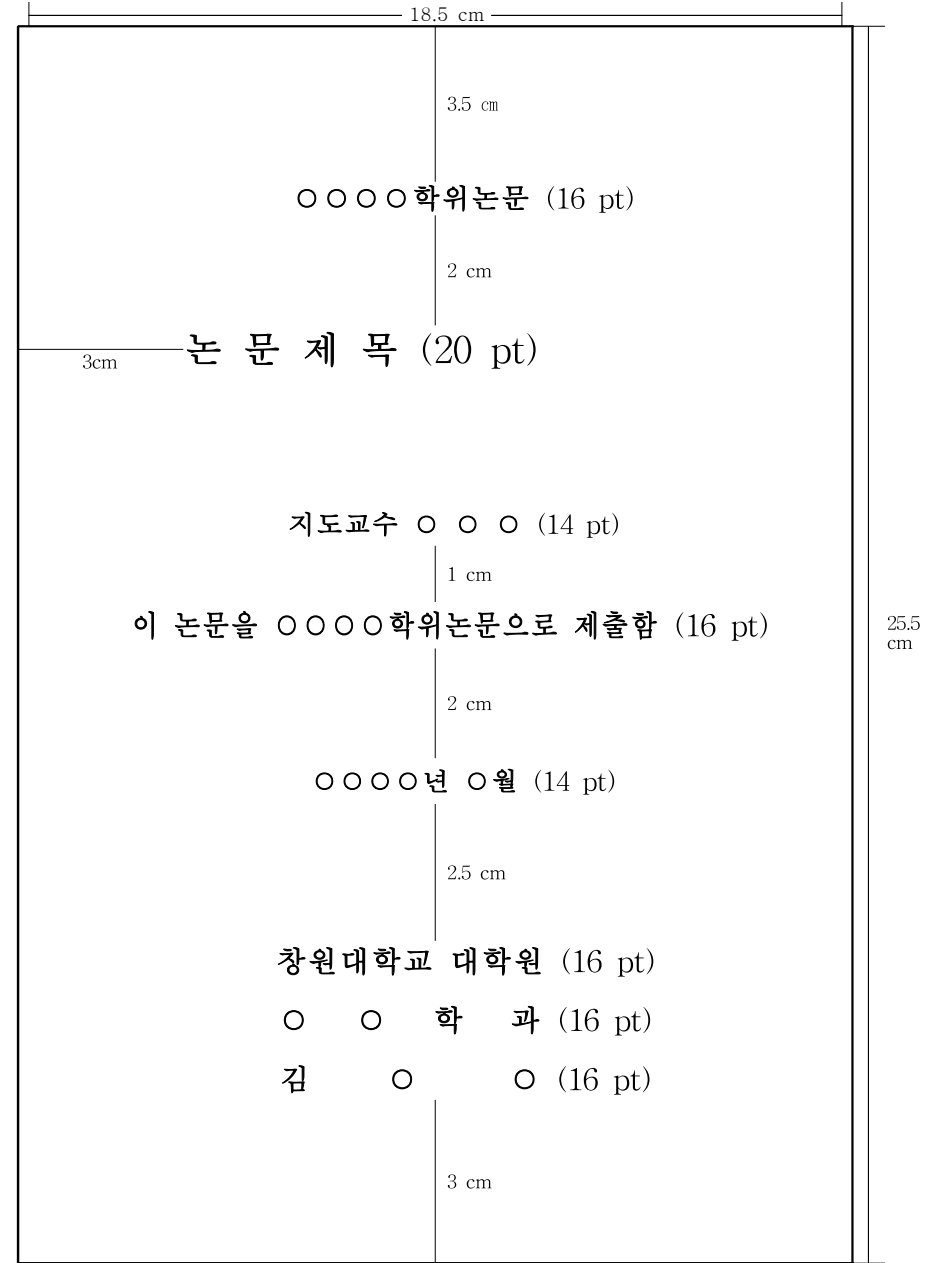 18.5 cm
3.5 ㎝
○○○○학위논문 (16 pt)
2 cm
논 문 제 목 (20 pt)
3cm
지도교수 ○ ○ ○ (14 pt)
1 cm
이 논문을 ○○○○학위논문으로 제출함 (16 pt)
25.5
cm
2 cm
○○○○년 ○월 (14 pt)
2.5 cm
창원대학교 대학원 (16 pt)
○ ○ 학 과 (16 pt)
김 ○ ○ (16 pt)
3 cm